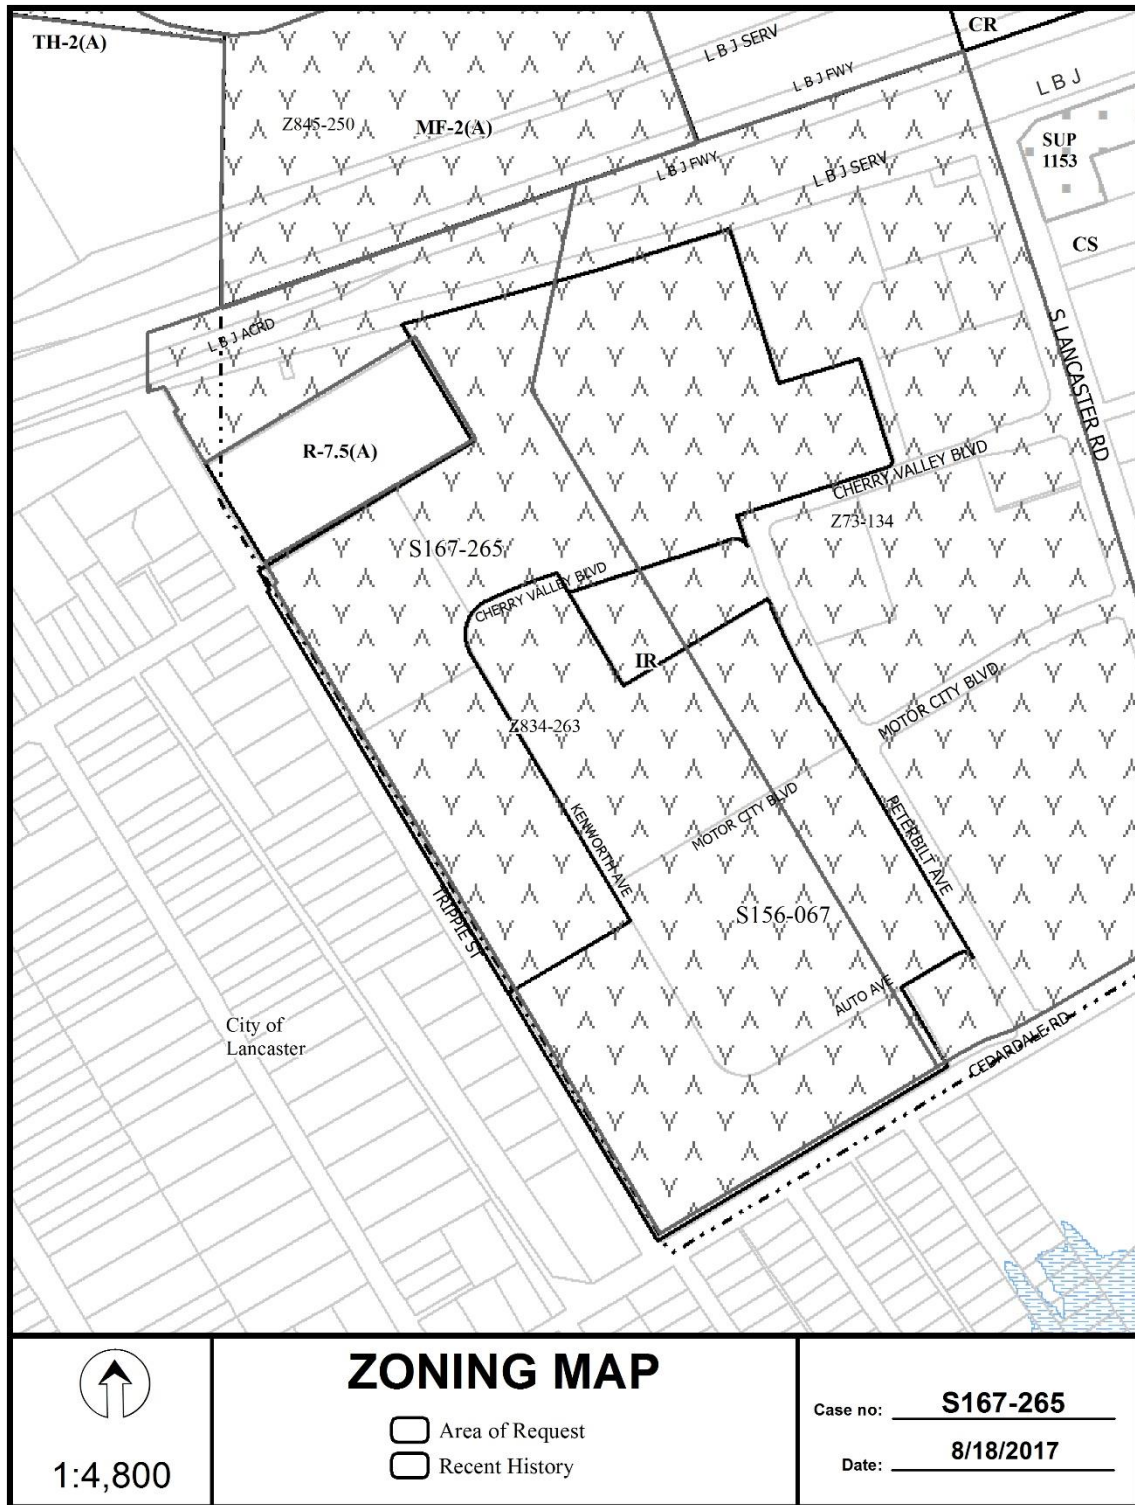 TH-2(A)
CR
L B J SERV
L B J FWY
L B J
Z845-250
MF-2(A)
SUP
1153
L B J FWY
L B J SERV
CS
L B J ACRD
S LANCASTER RD
R-7.5(A)
CHERRY VALLEY BLVD
Z73-134
S167-265
CHERRY VALLEY BLVD
IR
MOTOR CITY BLVD
Z834-263
KENWORTH AVE
MOTOR CITY BLVD
PETERBILT AVE
TRIPPIE ST
S156-067
AUTO AVE
City of
Lancaster
CEDARDALE RD
1:4,800
ZONING MAP
Area of Request
Recent History
Case no: S167-265
Date: 8/18/2017